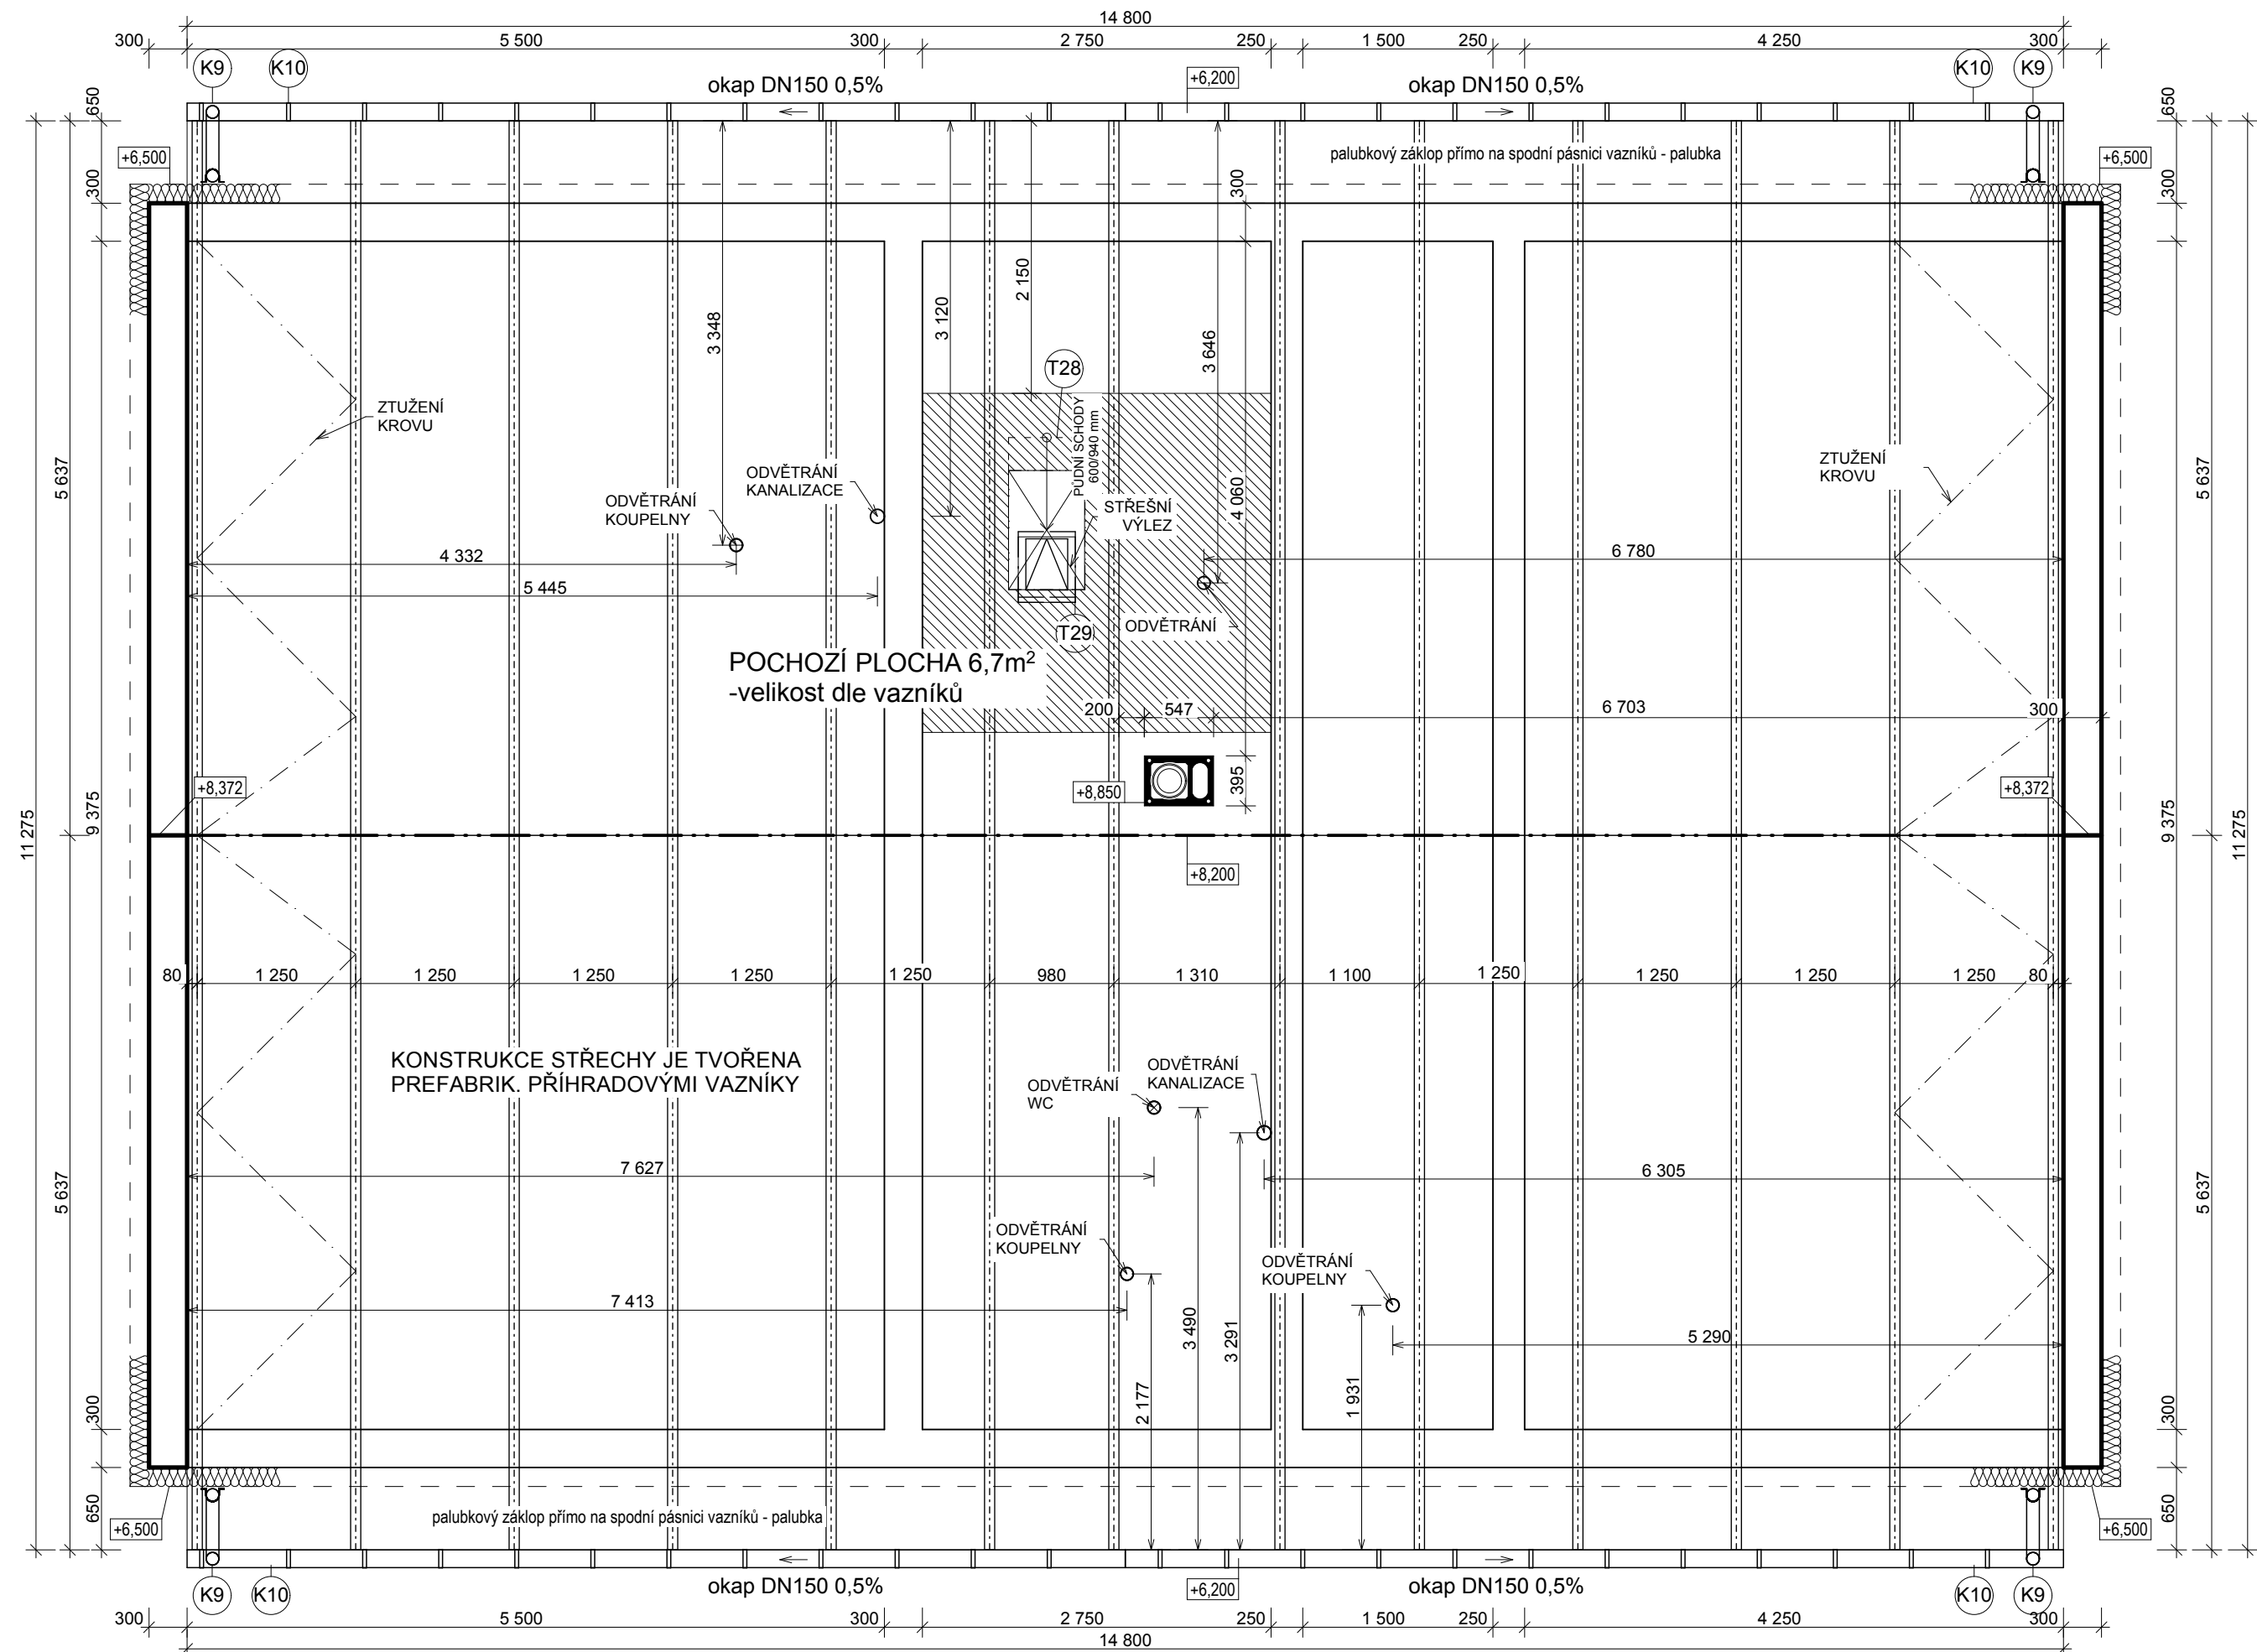 14 800
300 5 500 300 2 750 250 1 500 250 4 250 300
K9 K10 K10 K9
okap DN150 0,5% +6,200 okap DN150 0,5%
650 650
+6,500 palubkový záklop přímo na spodní pásnici vazníků - palubka +6,500
300 300 300
2 150
3 120
3 348
3 646
T28
ZTUŽENÍ
KROVU
PŮDNÍ SCHODY
600/940 mm
ZTUŽENÍ
KROVU
5 637 5 637
ODVĚTRÁNÍ
KANALIZACE
ODVĚTRÁNÍ
KOUPELNY
STŘEŠNÍ
VÝLEZ
4 060
4 332 6 780
5 445
T29 ODVĚTRÁNÍ
POCHOZÍ PLOCHA 6,7m²
-velikost dle vazníků
200 547 6 703 300
395
+8,372 +8,850 +8,372
11 275 9 375 9 375 11 275
+8,200
80 1 250 1 250 1 250 1 250 1 250 980 1 310 1 100 1 250 1 250 1 250 1 250 80
KONSTRUKCE STŘECHY JE TVOŘENA
PREFABRIK. PŘÍHRADOVÝMI VAZNÍKY
ODVĚTRÁNÍ
WC
ODVĚTRÁNÍ
KANALIZACE
5 637 5 637
7 627 6 305
ODVĚTRÁNÍ
KOUPELNY
ODVĚTRÁNÍ
KOUPELNY
7 413
3 490
3 291
5 290
2 177
1 931
300 300
650 650
+6,500 palubkový záklop přímo na spodní pásnici vazníků - palubka +6,500
K9 K10 okap DN150 0,5% +6,200 okap DN150 0,5% K10 K9
300 5 500 300 2 750 250 1 500 250 4 250 300
14 800